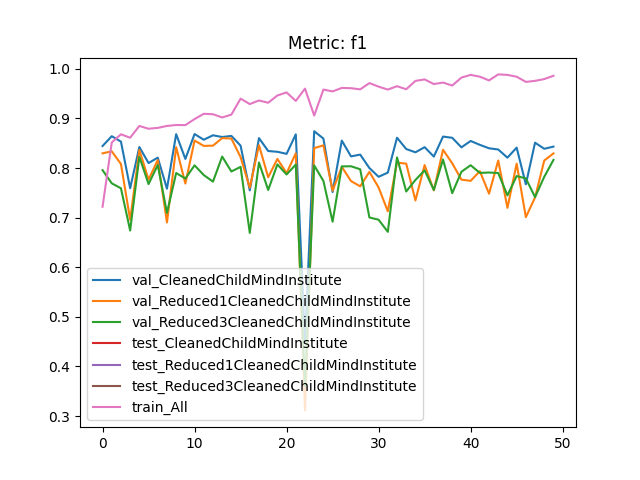 Metric: f1
1.0
0.9
0.8
0.7
0.6
0.5
0.4
0.3
val_CleanedChildMindInstitute
val_Reduced1CleanedChildMindInstitute
val_Reduced3CleanedChildMindInstitute
test_CleanedChildMindInstitute
test_Reduced1CleanedChildMindInstitute
test_Reduced3CleanedChildMindInstitute
train_All
0 10 20 30 40 50